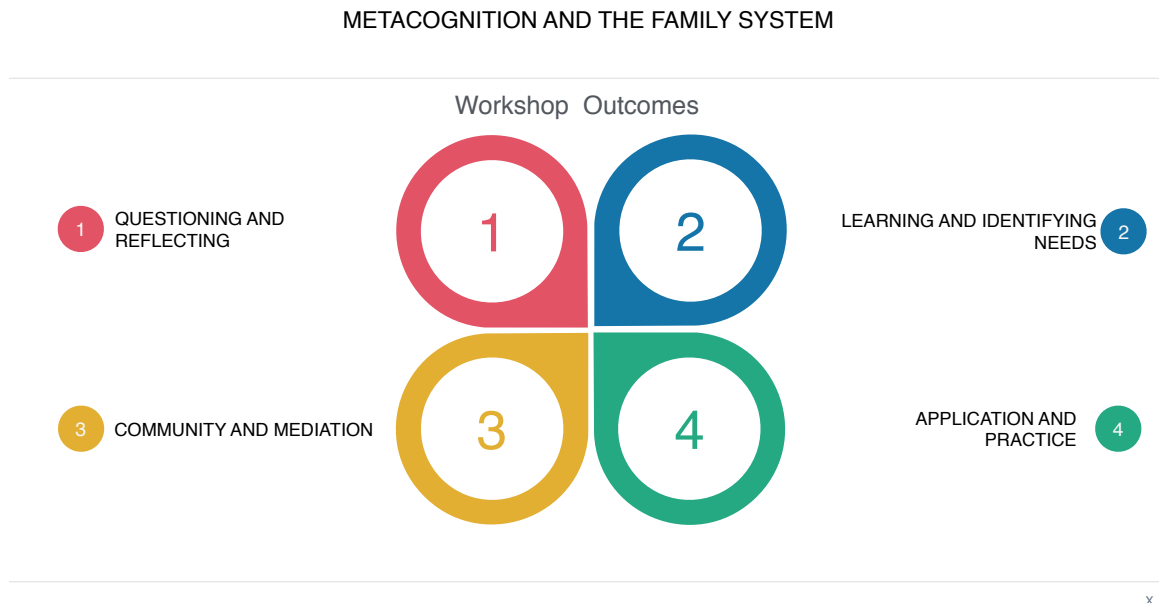 METACOGNITION AND THE FAMILY SYSTEM
Workshop Outcomes
1 QUESTIONING AND
REFLECTING
1
2
LEARNING AND IDENTIFYING
NEEDS 2
3 COMMUNITY AND MEDIATION
3
4
APPLICATION AND
PRACTICE 4
x